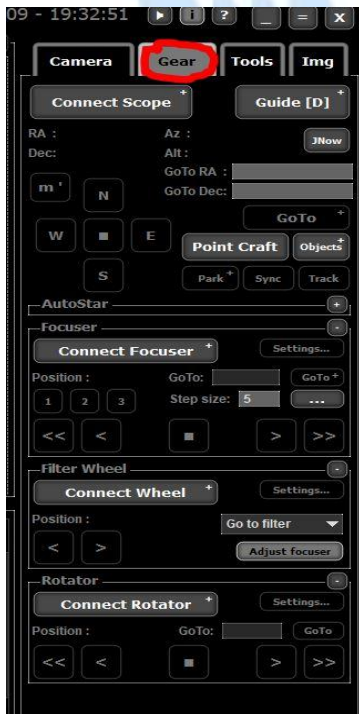 09 - 19:32:51 i ? _ = x
Camera Gear Tools Img
Connect Scope + Guide [D] +
RA : Az : JNow
Dec: Alt :
GoTo RA :
m ' N GoTo Dec:
GoTo +
W E Point Craft Objects +
S Park + Sync Track
AutoStar +
Focuser -
Connect Focuser + Settings...
Position : GoTo: GoTo +
1 2 3 Step size: 5 ...
<< < > >>
Filter Wheel -
Connect Wheel + Settings...
Position : Go to filter
< > Adjust focuser
Rotator -
Connect Rotator + Settings...
Position : GoTo: GoTo
<< < > >>